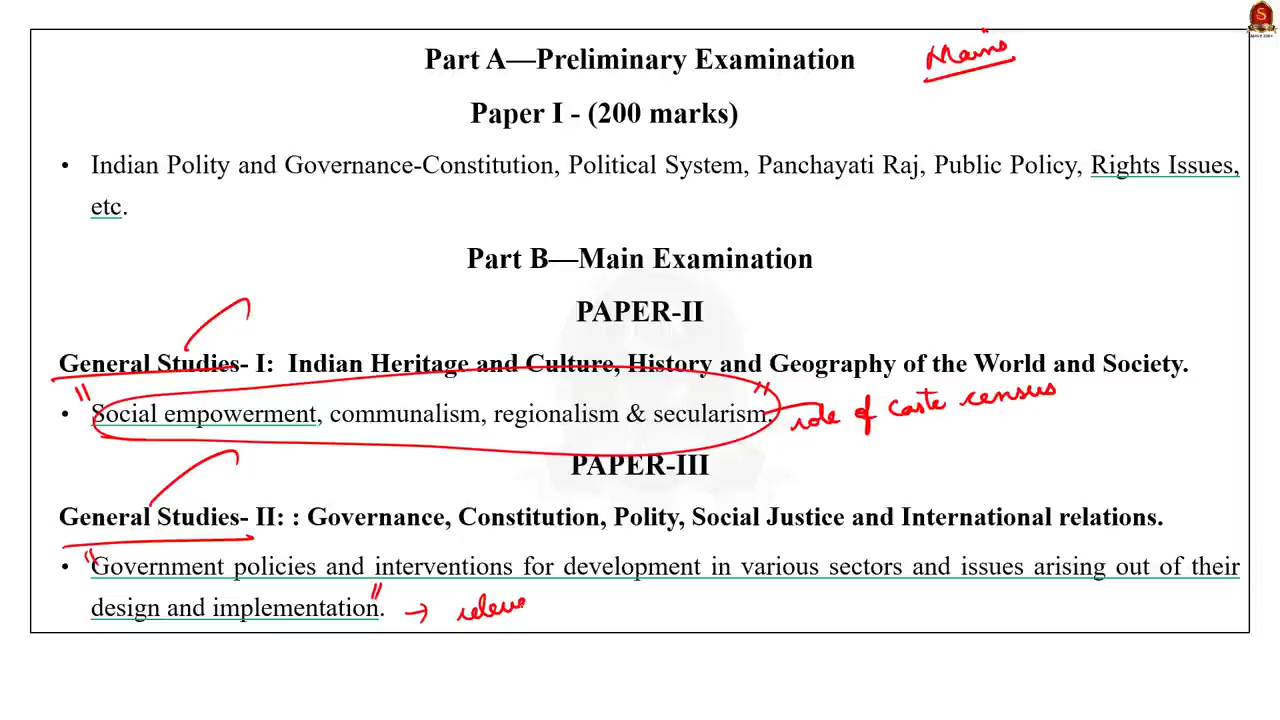 Part A—Preliminary Examination
Mains
Paper I - (200 marks)
• Indian Polity and Governance-Constitution, Political System, Panchayati Raj, Public Policy, Rights Issues,
etc.
Part B—Main Examination
PAPER-II
General Studies- I: Indian Heritage and Culture, History and Geography of the World and Society.
• "Social empowerment, communalism, regionalism & secularism." role of caste census
PAPER-III
General Studies- II: : Governance, Constitution, Polity, Social Justice and International relations.
• "Government policies and interventions for development in various sectors and issues arising out of their
design and implementation". →